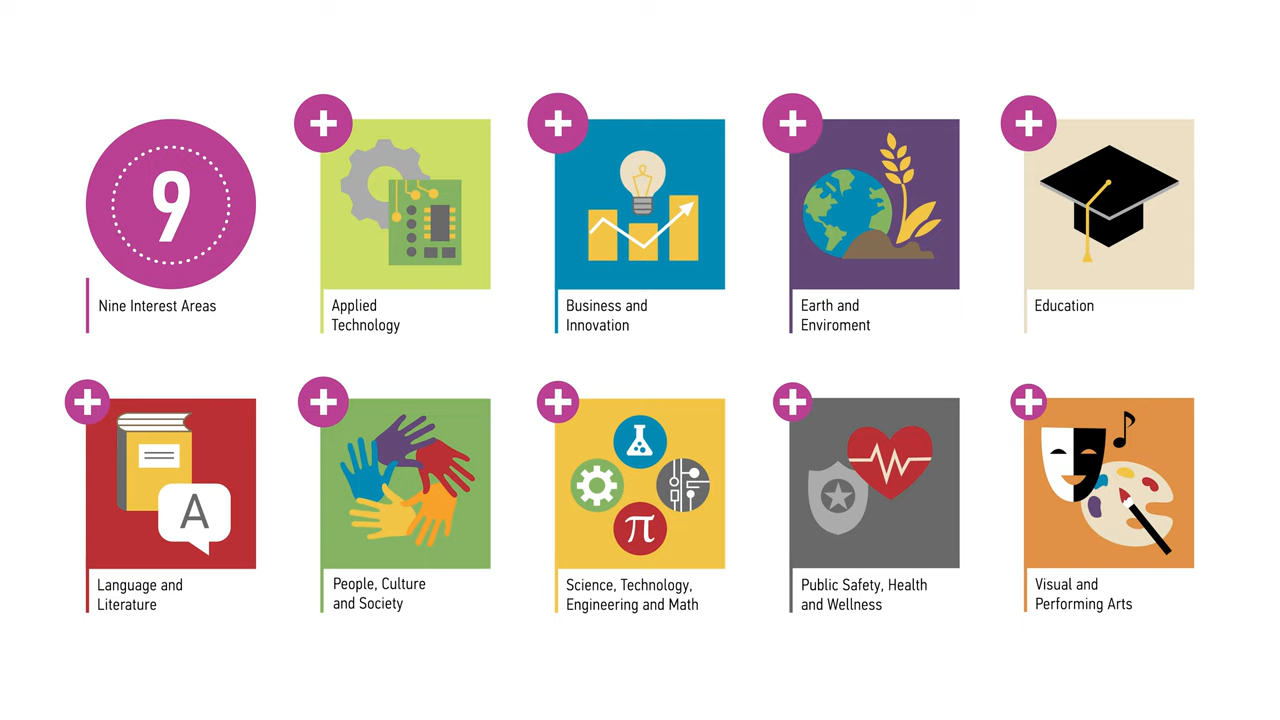 9
Nine Interest Areas
Applied
Technology
Business and
Innovation
Earth and
Enviroment
Education
A
Language and
Literature
People, Culture
and Society
π
Science, Technology,
Engineering and Math
Public Safety, Health
and Wellness
Visual and
Performing Arts